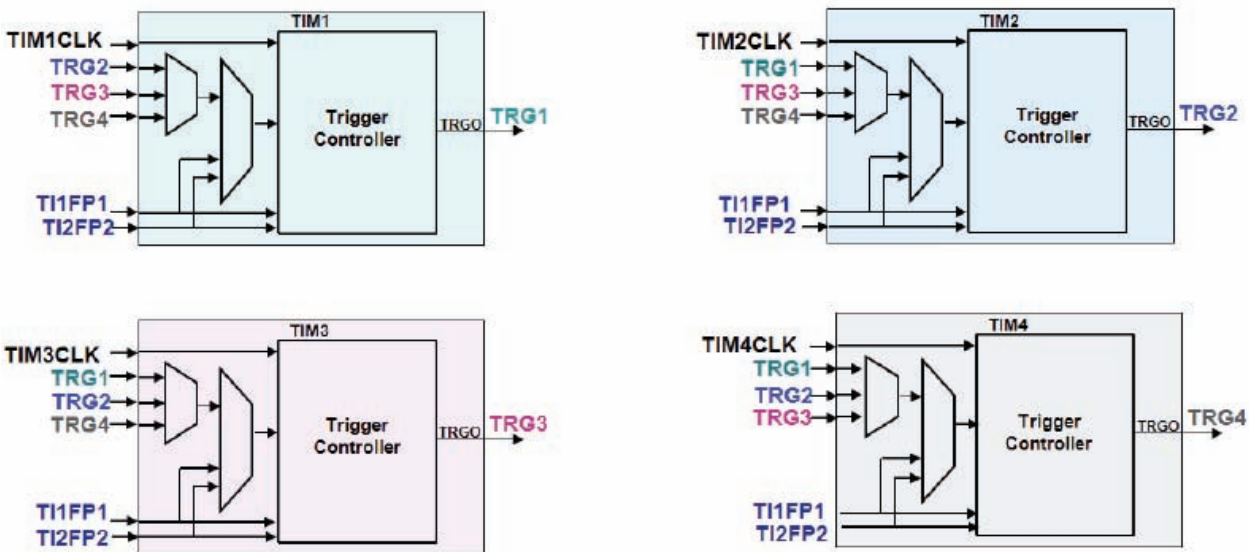 TIM1
TIM1CLK
TRG2
TRG3
TRG4
Trigger
Controller
TRGO
TRG1
TI1FP1
TI2FP2
TIM2
TIM2CLK
TRG1
TRG3
TRG4
Trigger
Controller
TRGO
TRG2
TI1FP1
TI2FP2
TIM3
TIM3CLK
TRG1
TRG2
TRG4
Trigger
Controller
TRGO
TRG3
TI1FP1
TI2FP2
TIM4
TIM4CLK
TRG1
TRG2
TRG3
Trigger
Controller
TRGO
TRG4
TI1FP1
TI2FP2